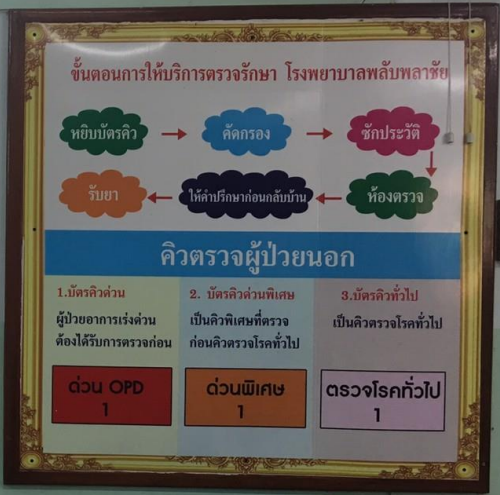 ขั้นตอนการให้บริการตรวจรักษา โรงพยาบาลพลับพลาชัย
หยิบบัตรคิว
คัดกรอง
ซักประวัติ
ห้องตรวจ
ให้คำปรึกษาก่อนกลับบ้าน
รับยา
คิวตรวจผู้ป่วยนอก
1.บัตรคิวด่วน
ผู้ป่วยอาการเร่งด่วน
ต้องได้รับการตรวจก่อน
ด่วน OPD
1
2. บัตรคิวด่วนพิเศษ
เป็นคิวพิเศษที่ตรวจ
ก่อนคิวตรวจโรคทั่วไป
ด่วนพิเศษ
1
3.บัตรคิวทั่วไป
เป็นคิวตรวจโรคทั่วไป
ตรวจโรคทั่วไป
1